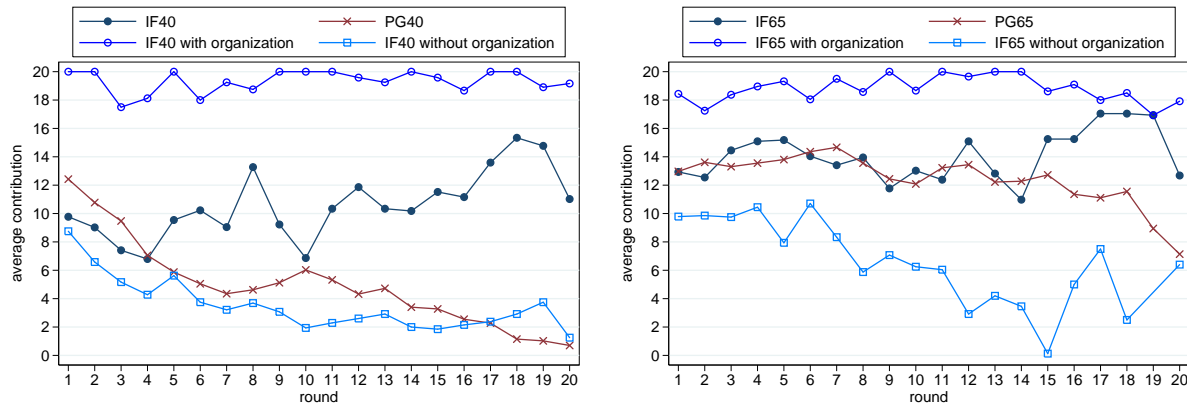 IF40 PG40
IF40 with organization IF40 without organization
20
18
16
14
12
10
8
6
4
2
0
average contribution
1 2 3 4 5 6 7 8 9 10 11 12 13 14 15 16 17 18 19 20
round
IF65 PG65
IF65 with organization IF65 without organization
20
18
16
14
12
10
8
6
4
2
0
average contribution
1 2 3 4 5 6 7 8 9 10 11 12 13 14 15 16 17 18 19 20
round